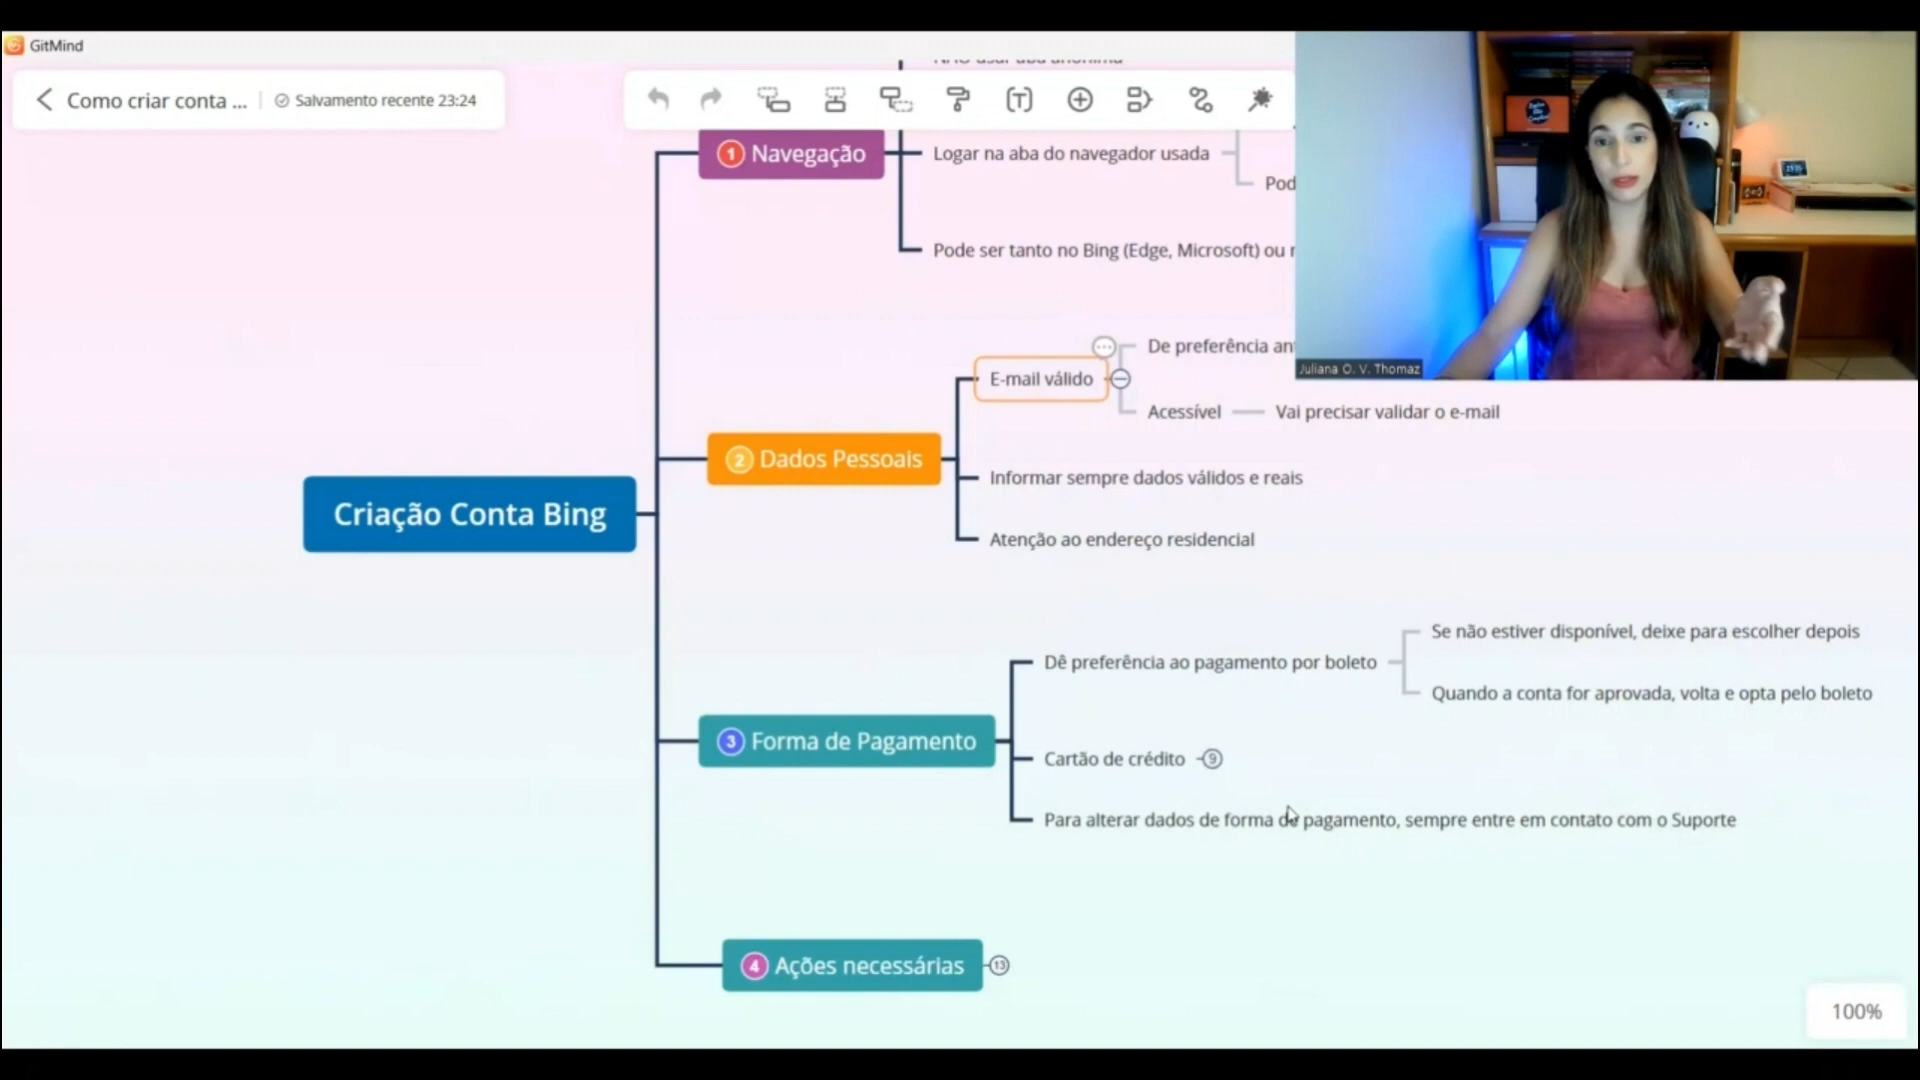 GitMind
Como criar conta ...
Salvamento recente 23:24
NÃO usar aba anônima
1 Navegação
Logar na aba do navegador usada
Pod
Pode ser tanto no Bing (Edge, Microsoft) ou
Juliana O. V. Thomaz
De preferência
E-mail válido
Acessível
Vai precisar validar o e-mail
2 Dados Pessoais
Informar sempre dados válidos e reais
Criação Conta Bing
Atenção ao endereço residencial
Se não estiver disponível, deixe para escolher depois
Dê preferência ao pagamento por boleto
Quando a conta for aprovada, volta e opta pelo boleto
3 Forma de Pagamento
Cartão de crédito 9
Para alterar dados de forma de pagamento, sempre entre em contato com o Suporte
4 Ações necessárias 13
100%